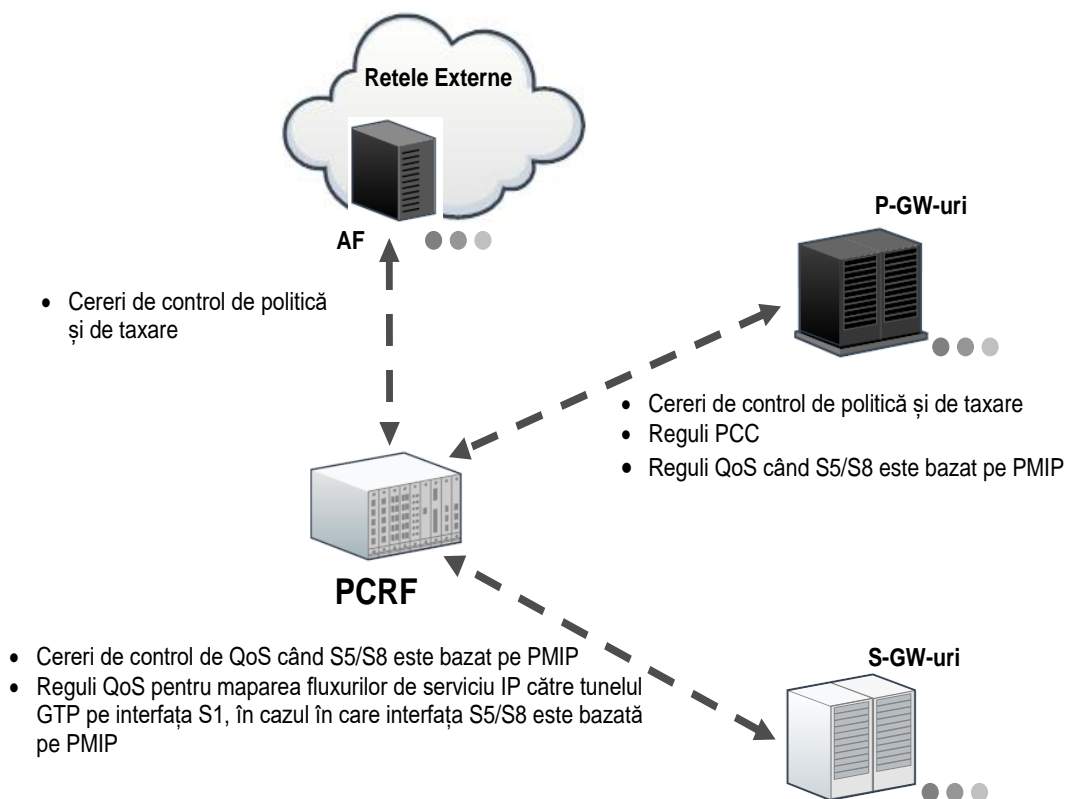 Retele Externe
AF
P-GW-uri
• Cereri de control de politică
și de taxare
• Cereri de control de politică și de taxare
• Reguli PCC
• Reguli QoS când S5/S8 este bazat pe PMIP
PCRF
• Cereri de control de QoS când S5/S8 este bazat pe PMIP
• Reguli QoS pentru maparea fluxurilor de serviciu IP către tunelul
GTP pe interfața S1, în cazul în care interfața S5/S8 este bazată
pe PMIP
S-GW-uri